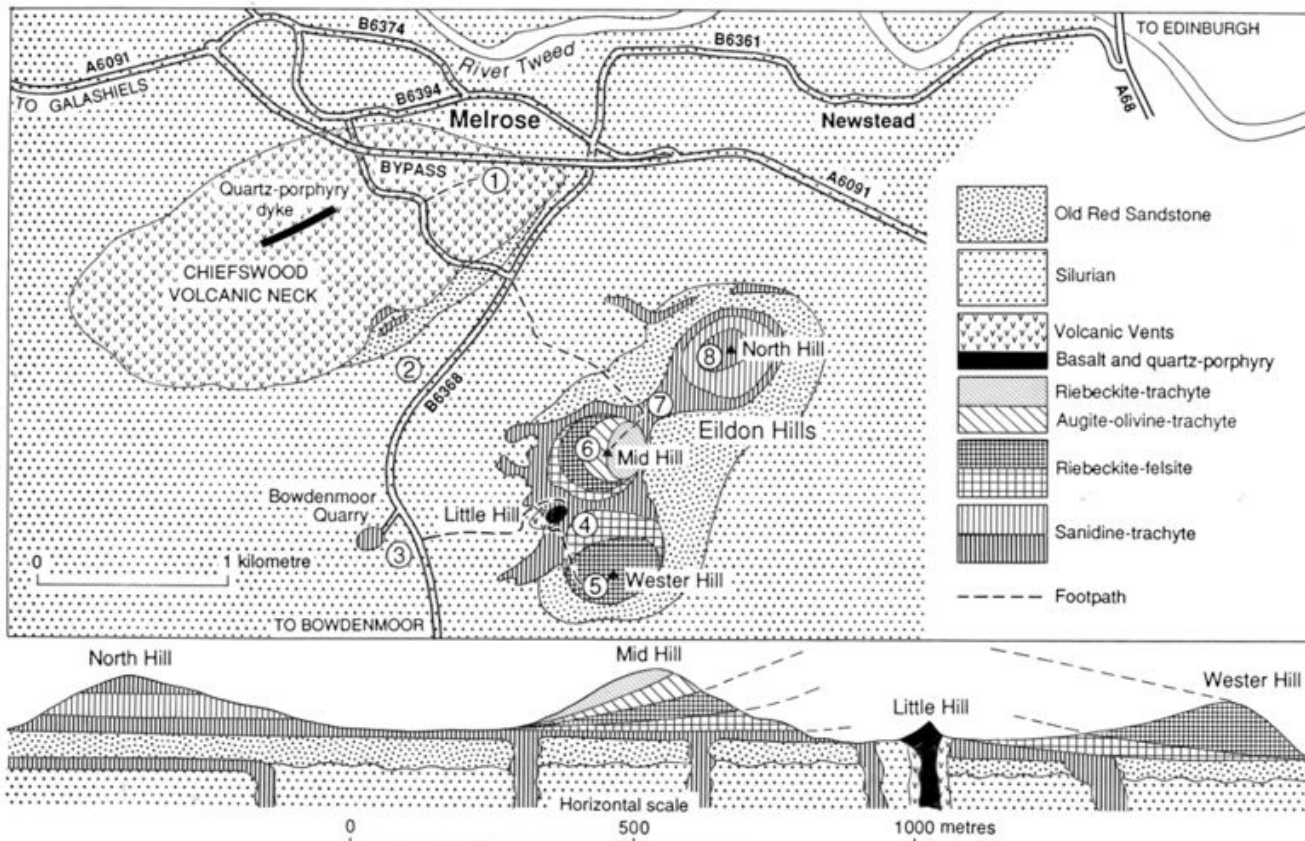 B6374
TO EDINBURGH
River Tweed
B6361
A6091
TO GALASHIELS
B6394
A68
Melrose
Newstead
BYPASS
①
A6091
Quartz-porphyry
dyke
CHIEFSWOOD
VOLCANIC NECK
②
B6368
⑧
North Hill
⑦
Eildon Hills
⑥
Mid Hill
Bowdenmoor
Quarry
Little Hill
④
③
⑤
Wester Hill
0
1 kilometre
TO BOWDENMOOR
Old Red Sandstone
Silurian
Volcanic Vents
Basalt and quartz-porphyry
Riebeckite-trachyte
Augite-olivine-trachyte
Riebeckite-felsite
Sanidine-trachyte
Footpath
North Hill
Mid Hill
Wester Hill
Little Hill
Horizontal scale
0
500
1000 metres